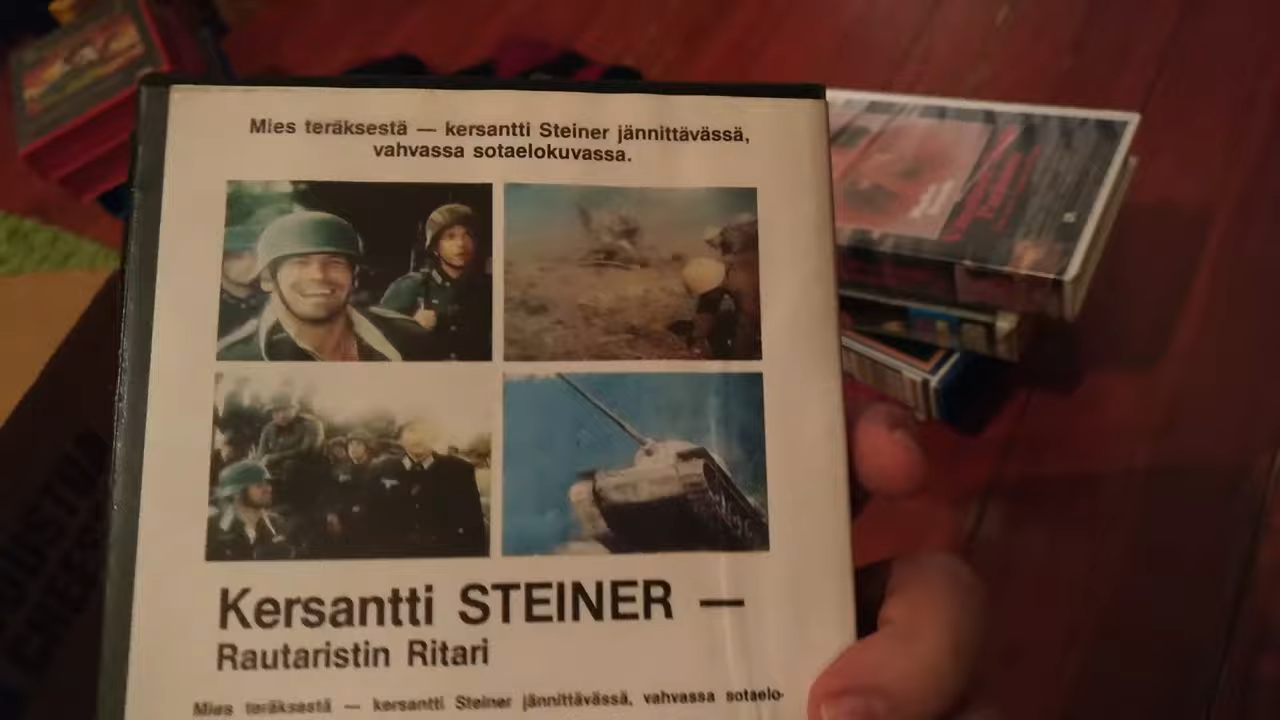 Mies teräksestä — kersantti Steiner jännittävässä,
vahvassa sotaelokuvassa.
Kersantti STEINER —
Rautaristin Ritari
Mies teräksestä — kersantti Steiner jännittävässä, vahvassa sotaelo-